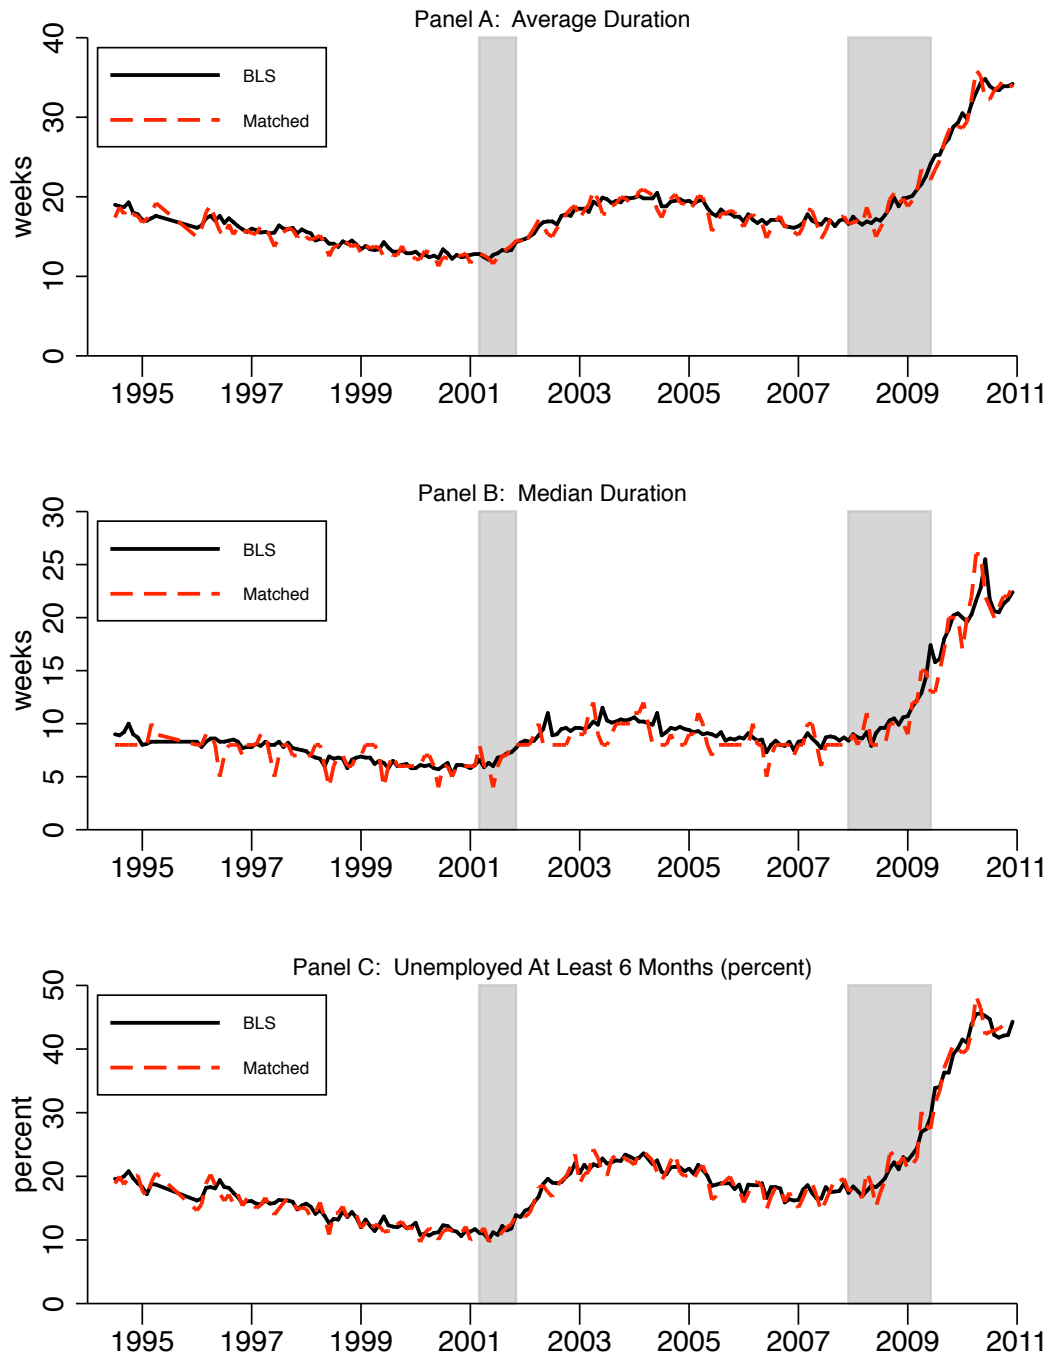 Panel A: Average Duration
weeks
40
30
20
10
0
BLS
Matched
1995 1997 1999 2001 2003 2005 2007 2009 2011
Panel B: Median Duration
weeks
30
25
20
15
10
5
0
BLS
Matched
1995 1997 1999 2001 2003 2005 2007 2009 2011
Panel C: Unemployed At Least 6 Months (percent)
percent
50
40
30
20
10
0
BLS
Matched
1995 1997 1999 2001 2003 2005 2007 2009 2011